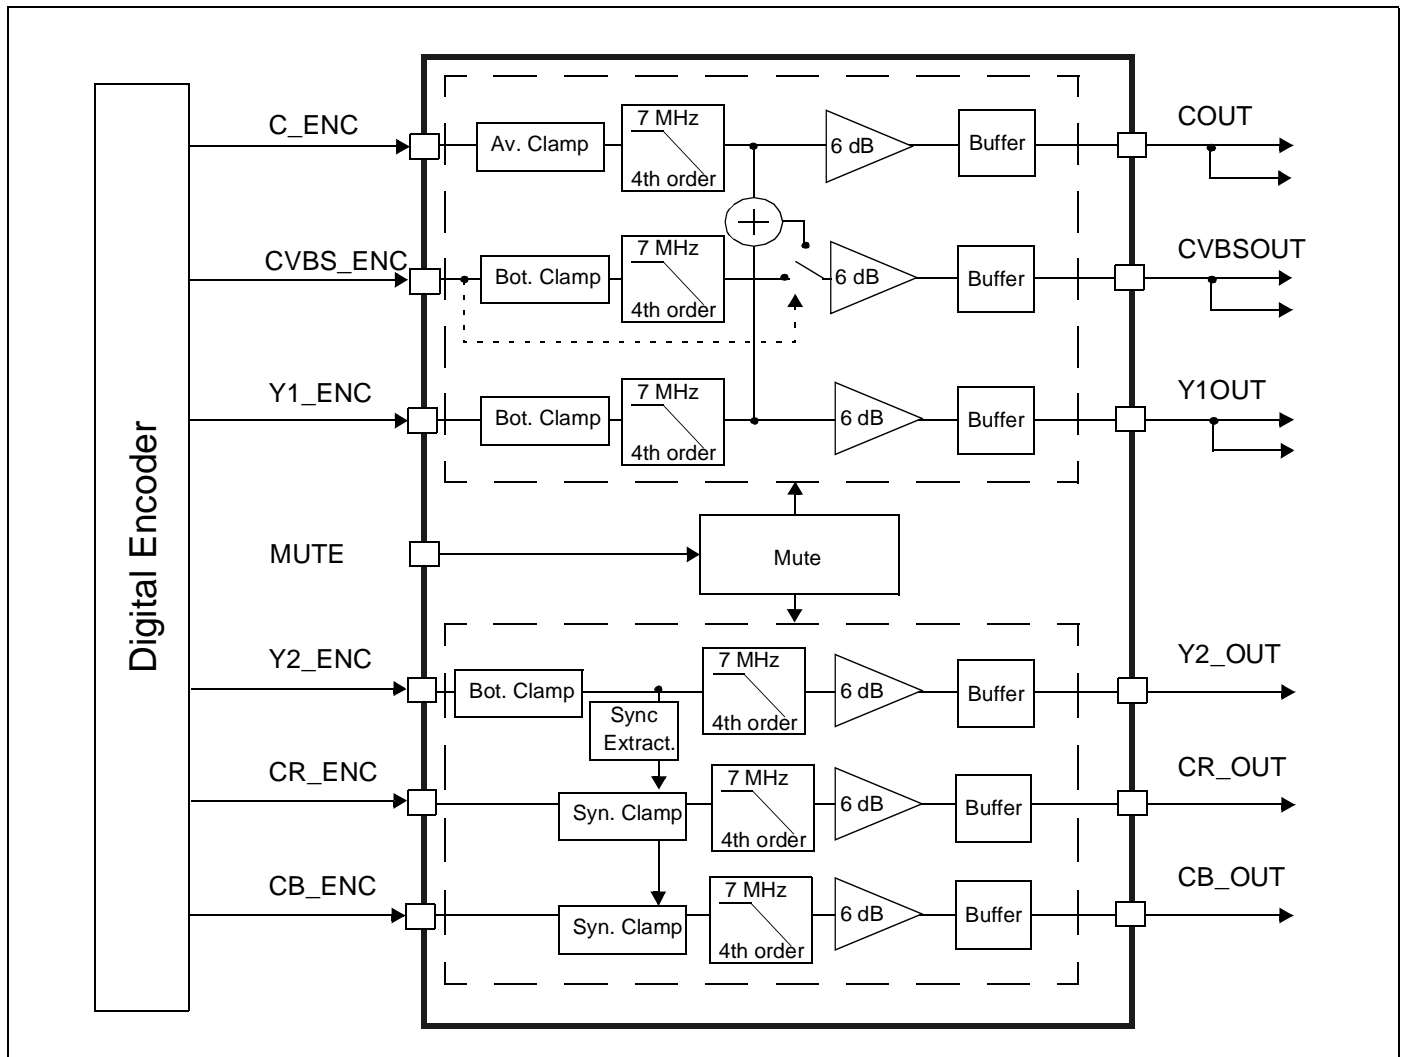 C_ENC
Av. Clamp
7 MHz
4th order
6 dB
Buffer
COUT
CVBS_ENC
Bot. Clamp
7 MHz
4th order
6 dB
Buffer
CVBSOUT
Y1_ENC
Bot. Clamp
7 MHz
4th order
6 dB
Buffer
Y1OUT
Digital Encoder
MUTE
Mute
Y2_ENC
Bot. Clamp
Sync
Extract.
7 MHz
4th order
6 dB
Buffer
Y2_OUT
CR_ENC
Syn. Clamp
7 MHz
4th order
6 dB
Buffer
CR_OUT
CB_ENC
Syn. Clamp
7 MHz
4th order
6 dB
Buffer
CB_OUT